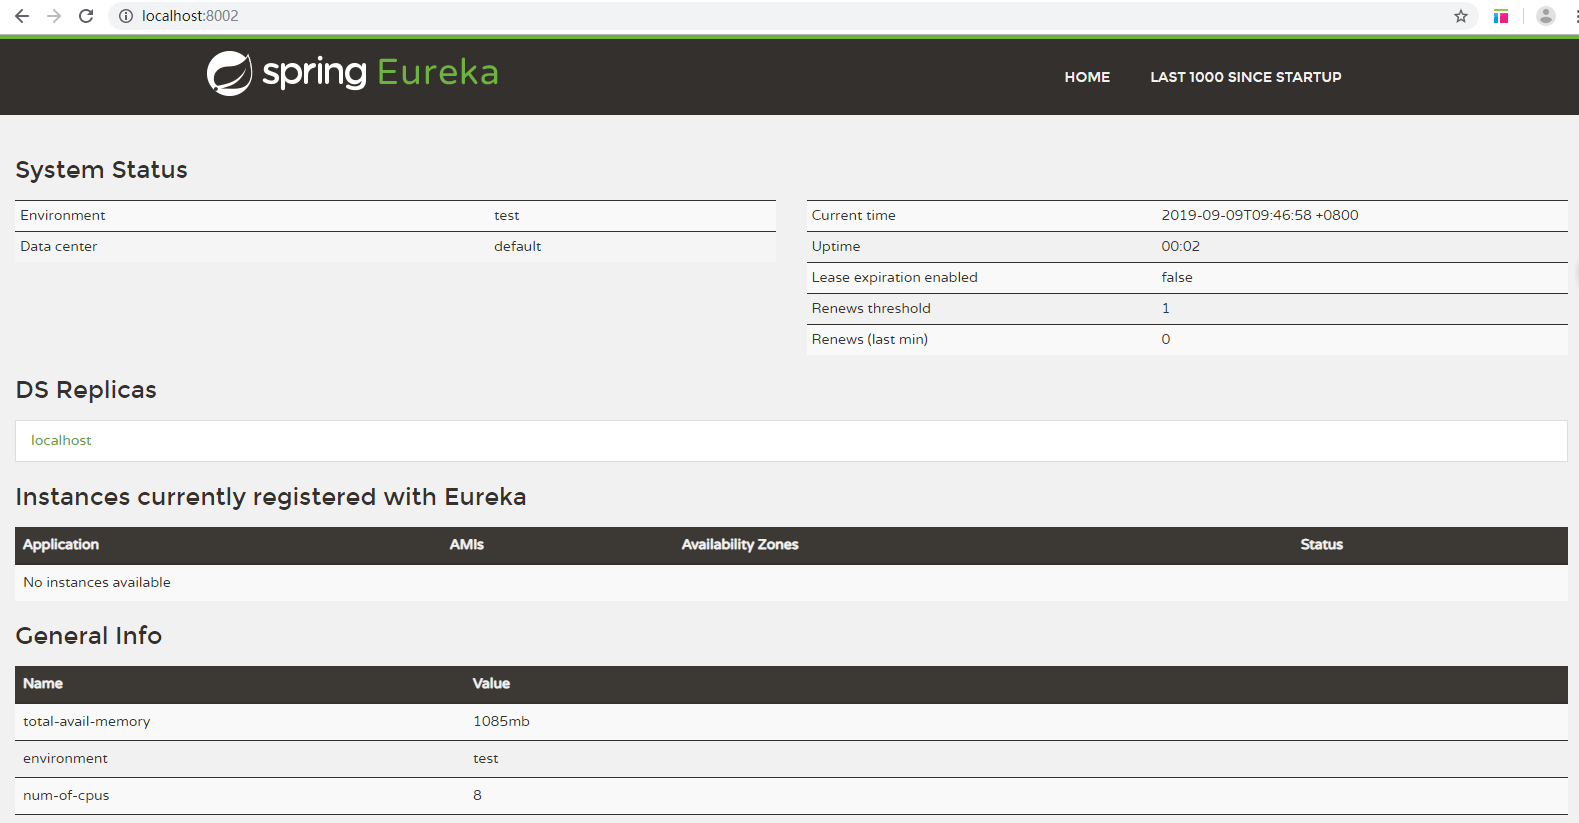 localhost:8002
spring Eureka
HOME LAST 1000 SINCE STARTUP
System Status
Environment test
Data center default
Current time 2019-09-09T09:46:58 +0800
Uptime 00:02
Lease expiration enabled false
Renews threshold 1
Renews (last min) 0
DS Replicas
localhost
Instances currently registered with Eureka
Application AMIs Availability Zones Status
No instances available
General Info
Name Value
total-avail-memory 1085mb
environment test
num-of-cpus 8